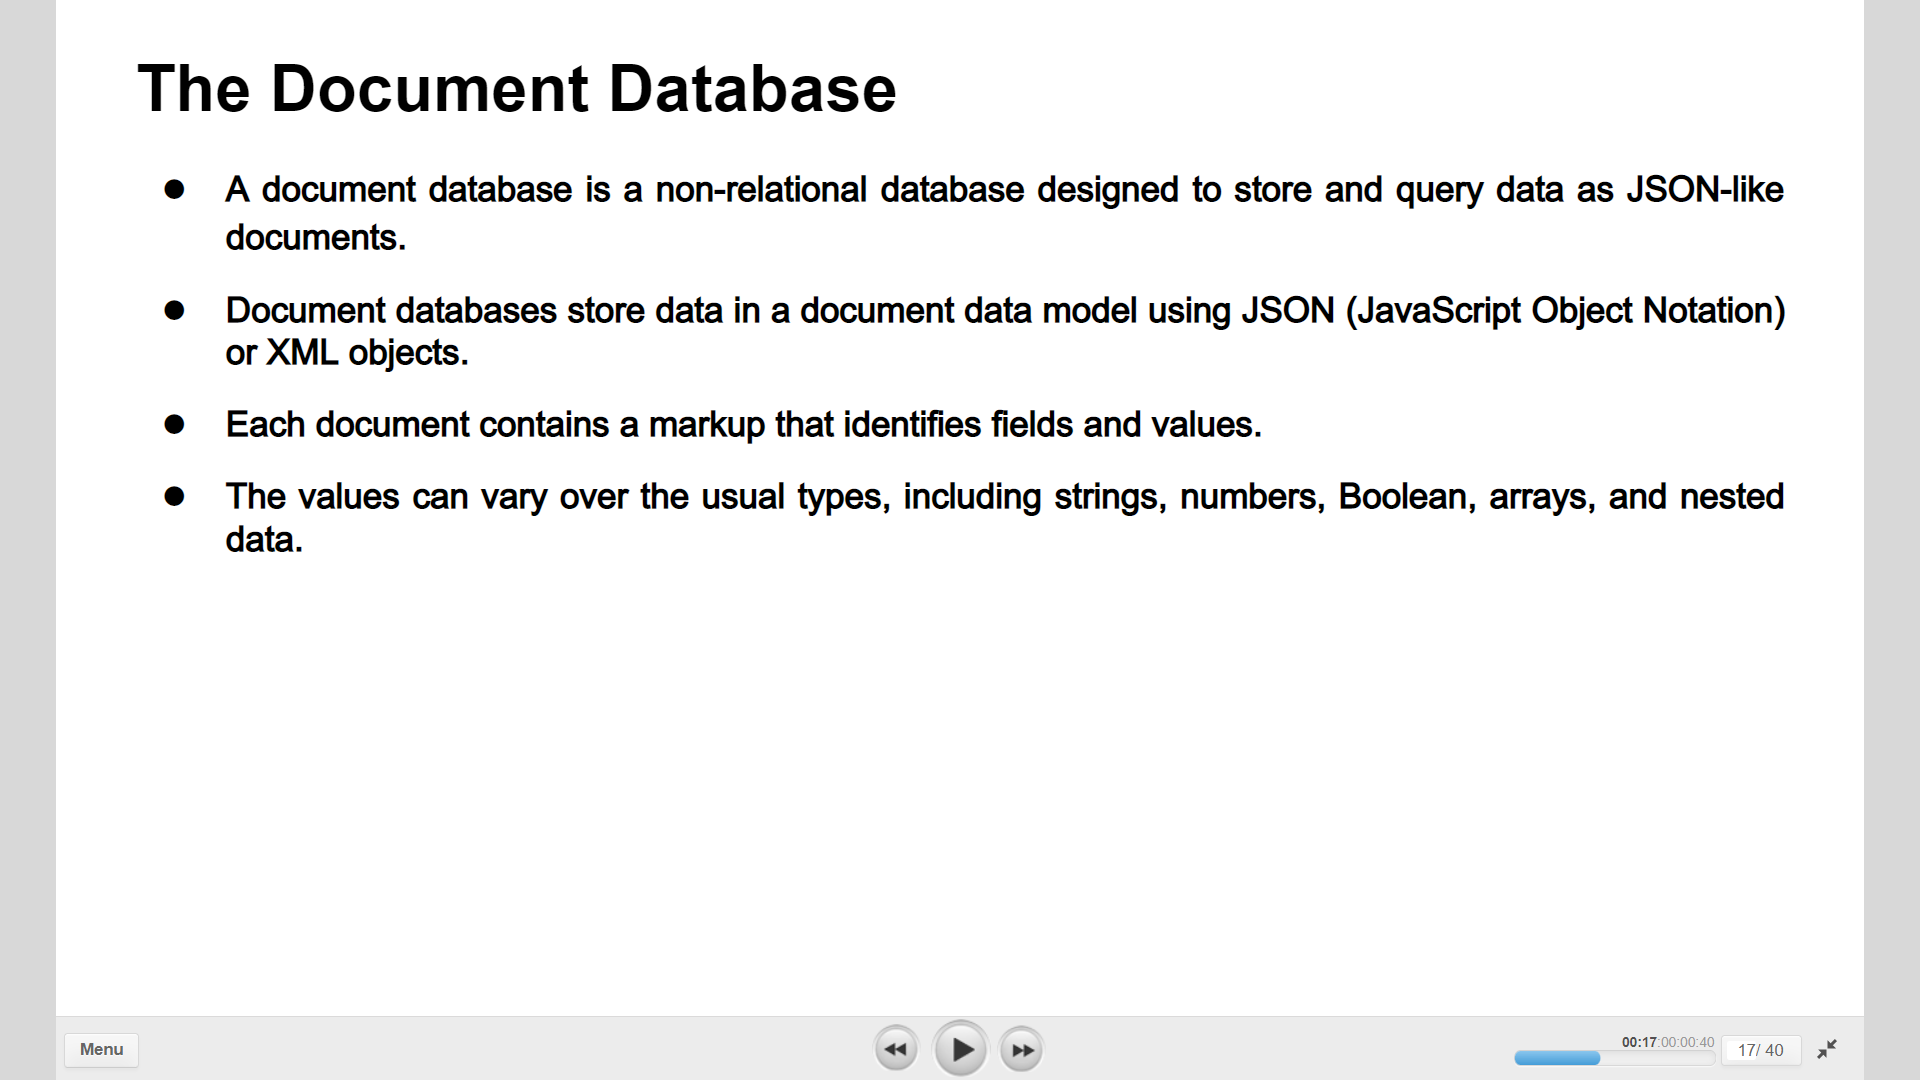 The Document Database
● A document database is a non-relational database designed to store and query data as JSON-like
documents.
● Document databases store data in a document data model using JSON (JavaScript Object Notation)
or XML objects.
● Each document contains a markup that identifies fields and values.
● The values can vary over the usual types, including strings, numbers, Boolean, arrays, and nested
data.
Menu
00:17:00:00:40
17/ 40